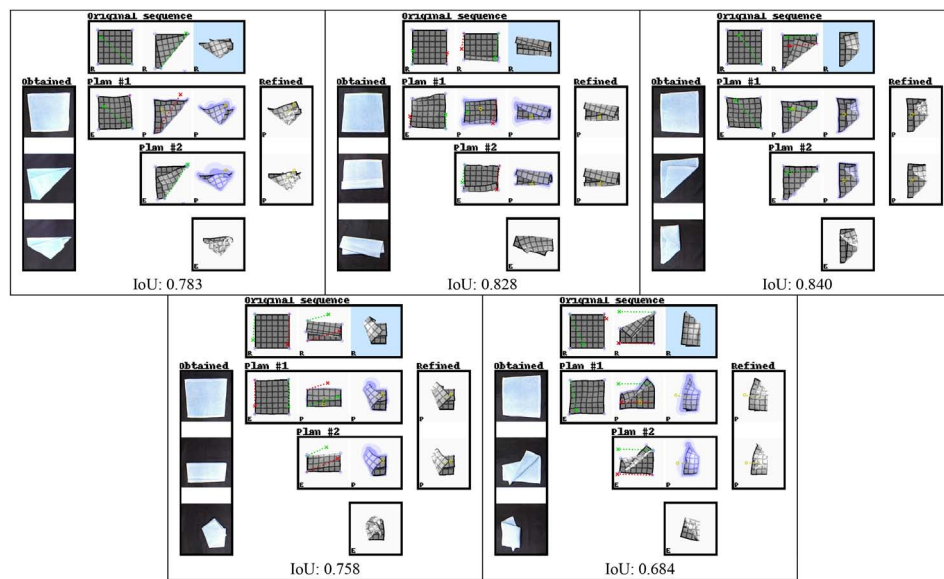 Original sequence
R
R
R
Obtained
Plan #1
Refined
E
P
P
P
Plan #2
E
P
P
E
IoU: 0.783
Original sequence
R
R
R
Obtained
Plan #1
Refined
E
P
P
P
Plan #2
E
P
P
E
IoU: 0.828
Original sequence
R
R
R
Obtained
Plan #1
Refined
E
P
P
P
Plan #2
E
P
P
E
IoU: 0.840
Original sequence
R
R
R
Obtained
Plan #1
Refined
E
P
P
P
Plan #2
E
P
P
E
IoU: 0.758
Original sequence
R
R
R
Obtained
Plan #1
Refined
E
P
P
P
Plan #2
E
P
P
E
IoU: 0.684